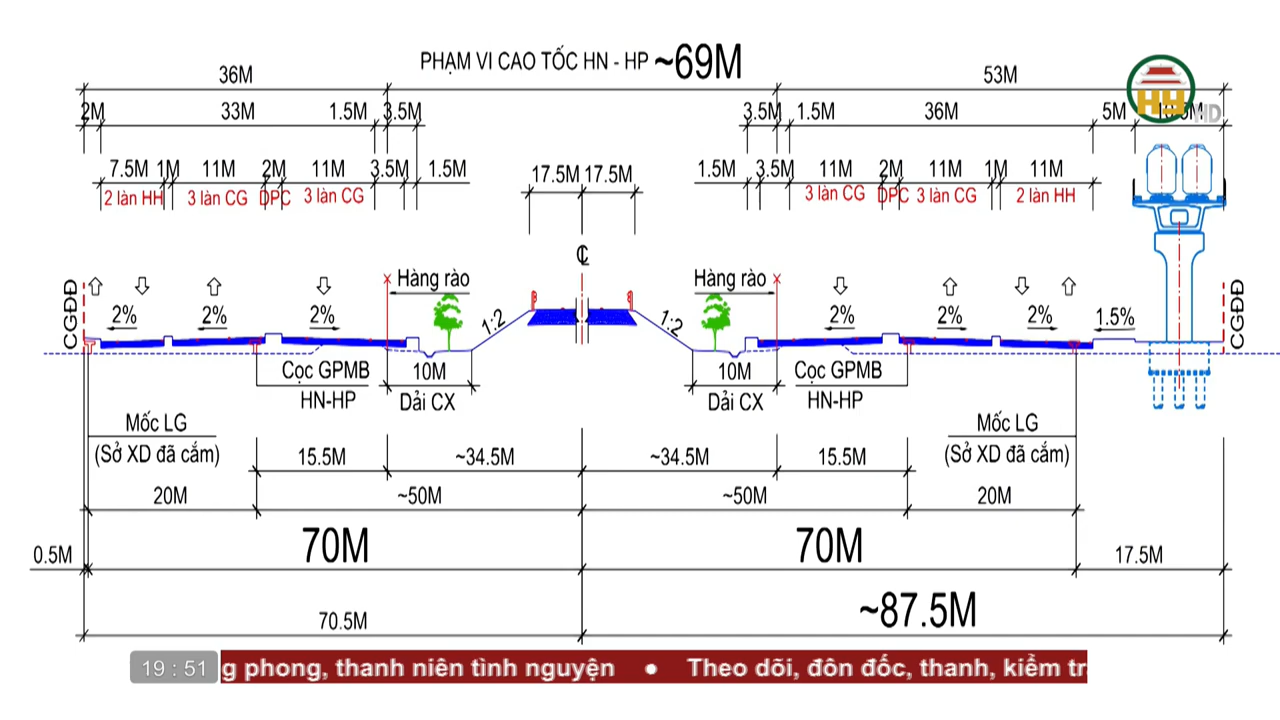 PHẠM VI CAO TỐC HN - HP ~69M
36M 53M
2M 33M 1.5M 3.5M 3.5M 1.5M 36M 5M
HY HD
7.5M 1M 11M 2M 11M 3.5M 1.5M 17.5M 17.5M 1.5M 3.5M 11M 2M 11M 1M 11M
2 làn HH 3 làn CG DPC 3 làn CG 3 làn CG DPC 3 làn CG 2 làn HH
Hàng rào Hàng rào
CGĐĐ CGĐĐ
2% 2% 2% 1:2 1:2 2% 2% 2% 1.5%
Cọc GPMB 10M 10M Cọc GPMB
HN-HP Dải CX Dải CX HN-HP
Mốc LG Mốc LG
(Sở XD đã cắm) 15.5M ~34.5M ~34.5M 15.5M (Sở XD đã cắm)
20M ~50M ~50M 20M
0.5M 70M 70M 17.5M
70.5M ~87.5M
19 : 51 g phong, thanh niên tình nguyện ● Theo dõi, đôn đốc, thanh, kiểm tr